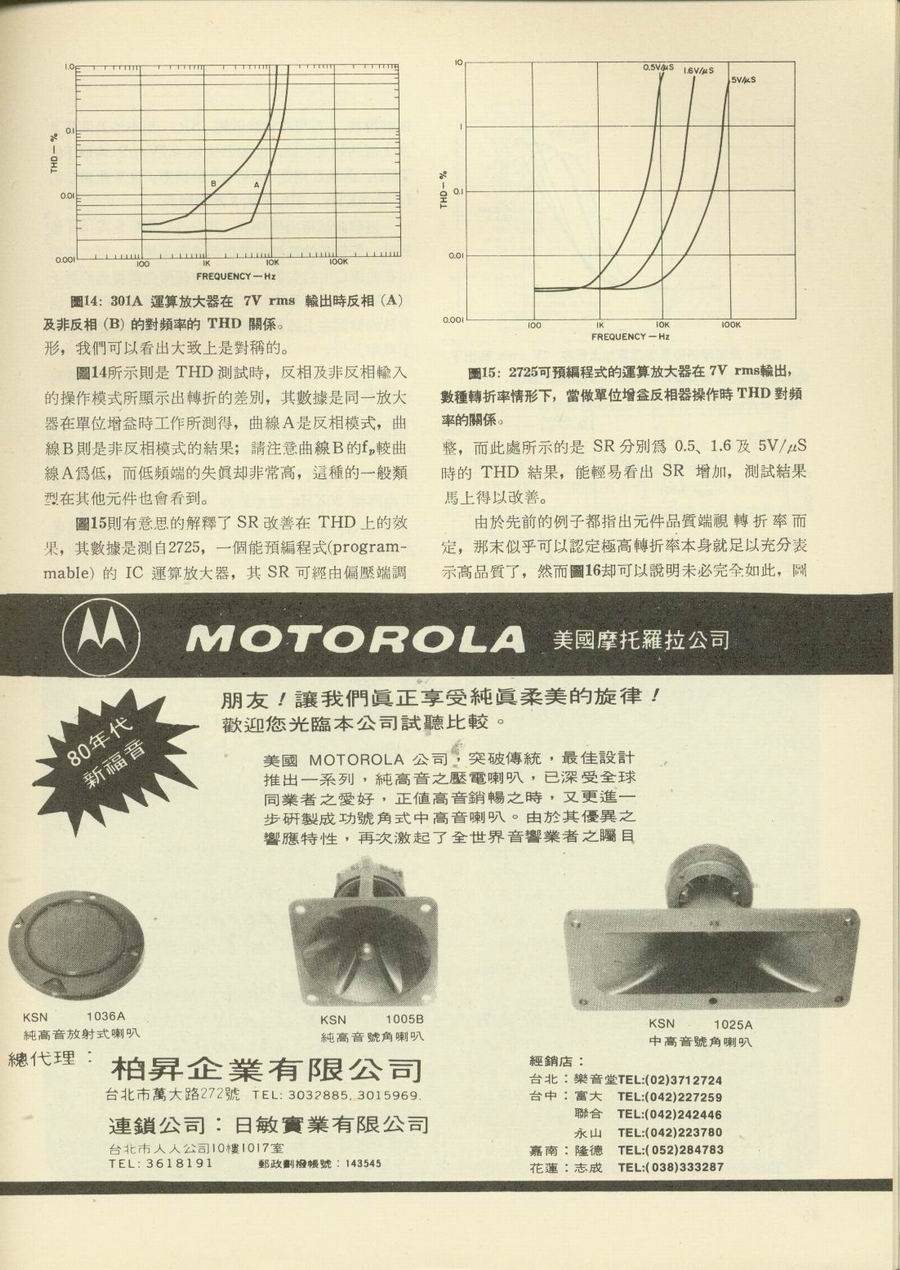 1.0
0.1
0.01
0.001
THD — %
B
A
100
1K
10K
100K
FREQUENCY — Hz
圖14: 301A 運算放大器在 7V rms 輸出時反相 (A)
及非反相 (B) 的對頻率的 THD 關係。
形，我們可以看出大致上是對稱的。
圖14所示則是 THD 測試時，反相及非反相輸入
的操作模式所顯示出轉折的差別，其數據是同一放大
器在單位增益時工作所測得，曲線A是反相模式，曲
線B則是非反相模式的結果；請注意曲線B的fp較曲
線A爲低，而低頻端的失眞却非常高，這種的一般類
型在其他元件也會看到。
圖15則有意思的解釋了 SR 改善在 THD 上的效
果，其數據是測自2725，一個能預編程式(program-
mable) 的 IC 運算放大器，其 SR 可經由偏壓端調
10
1
0.1
0.01
0.001
THD — %
0.5V/μS
1.6V/μS
5V/μS
100
1K
10K
100K
FREQUENCY — Hz
圖15: 2725可預編程式的運算放大器在7V rms輸出，
數種轉折率情形下，當做單位增益反相器操作時THD對頻
率的關係。
整，而此處所示的是 SR分別爲 0.5、1.6 及 5V/μS
時的 THD 結果，能輕易看出 SR 增加，測試結果
馬上得以改善。
由於先前的例子都指出元件品質端視轉折率而
定，那末似乎可以認定極高轉折率本身就足以充分表
示高品質了，然而圖16却可以說明未必完全如此，圖
MOTOROLA 美國摩托羅拉公司
80年代
新福音
朋友！讓我們眞正享受純眞柔美的旋律！
歡迎您光臨本公司試聽比較。
美國 MOTOROLA 公司，突破傳統，最佳設計
推出一系列，純高音之壓電喇叭，已深受全球
同業者之愛好，正值高音銷暢之時，又更進一
步研製成功號角式中高音喇叭。由於其優異之
響應特性，再次激起了全世界音響業者之矚目
KSN 1036A
純高音放射式喇叭
KSN 1005B
純高音號角喇叭
KSN 1025A
中高音號角喇叭
總代理：
柏昇企業有限公司
台北市萬大路272號 TEL: 3032885, 3015969.
連鎖公司：日敏實業有限公司
台北市人人公司10樓1017室
TEL: 3618191 郵政劃撥帳號：143545
經銷店：
台北：樂音堂TEL:(02)3712724
台中：富大 TEL:(042)227259
聯合 TEL:(042)242446
永山 TEL:(042)223780
嘉南：隆德 TEL:(052)284783
花蓮：志成 TEL:(038)333287